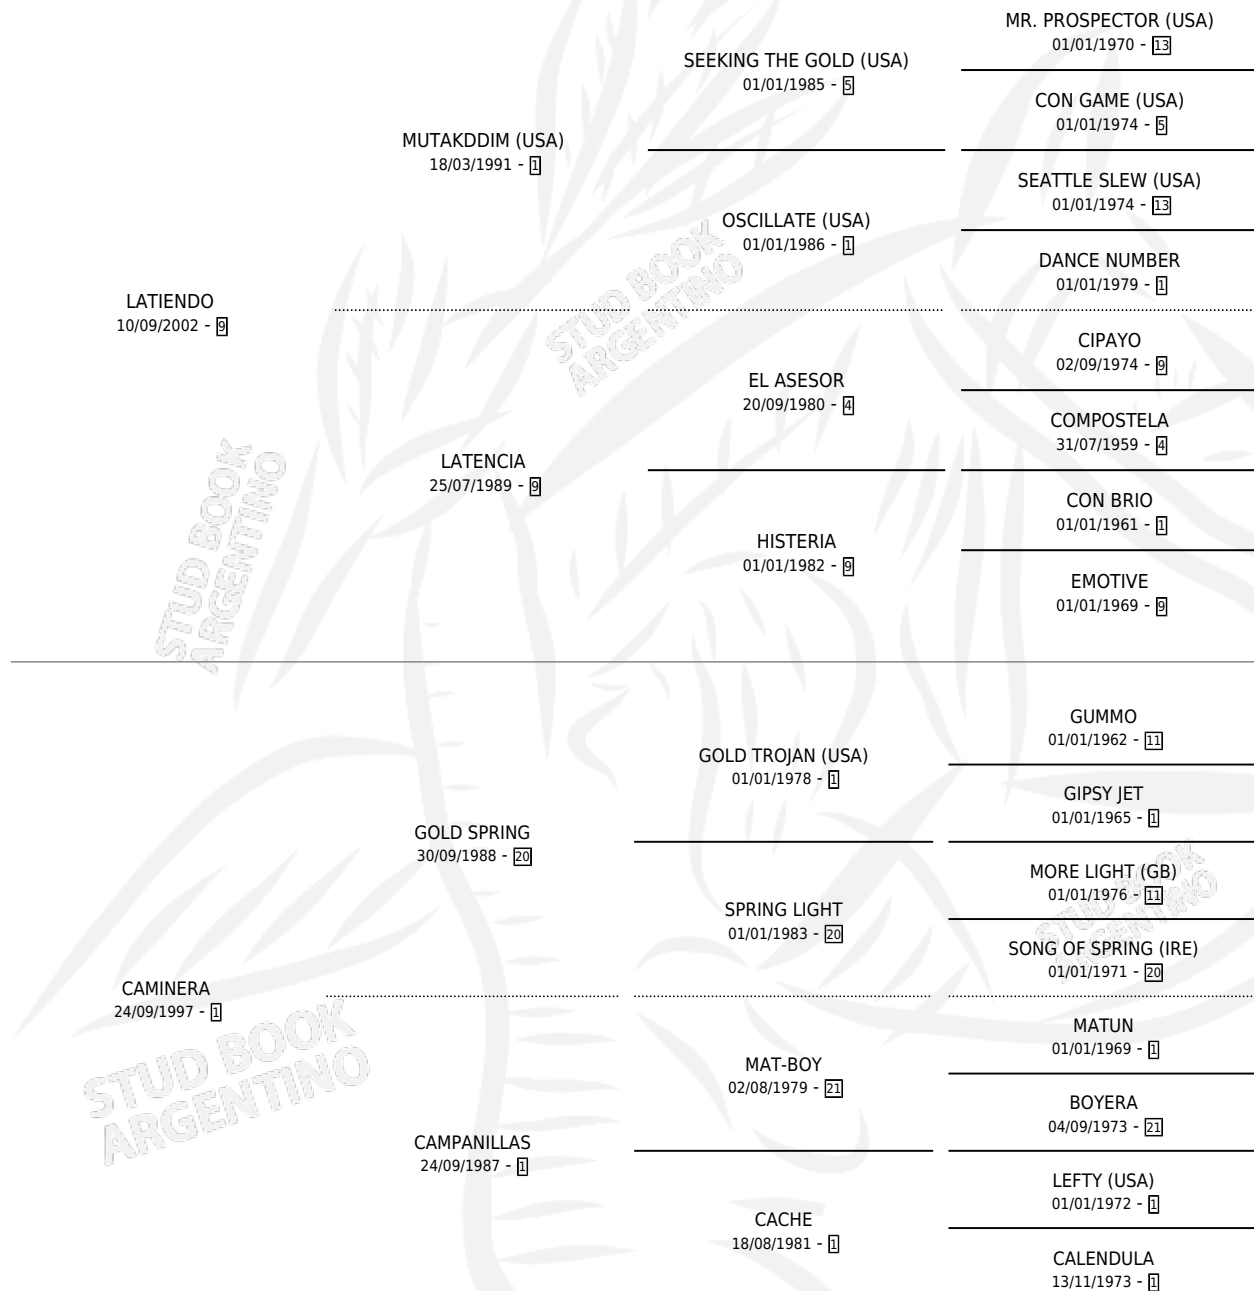 MR. PROSPECTOR (USA)
01/01/1970 - 13
SEEKING THE GOLD (USA)
01/01/1985 - 5
CON GAME (USA)
01/01/1974 - 5
MUTAKDDIM (USA)
18/03/1991 - 1
SEATTLE SLEW (USA)
01/01/1974 - 13
OSCILLATE (USA)
01/01/1986 - 1
DANCE NUMBER
01/01/1979 - 1
LATIENDO
10/09/2002 - 9
CIPAYO
02/09/1974 - 9
EL ASESOR
20/09/1980 - 4
COMPOSTELA
31/07/1959 - 4
LATENCIA
25/07/1989 - 9
CON BRIO
01/01/1961 - 1
HISTERIA
01/01/1982 - 9
EMOTIVE
01/01/1969 - 9
GUMMO
01/01/1962 - 11
GOLD TROJAN (USA)
01/01/1978 - 1
GIPSY JET
01/01/1965 - 1
GOLD SPRING
30/09/1988 - 20
MORE LIGHT (GB)
01/01/1976 - 11
SPRING LIGHT
01/01/1983 - 20
SONG OF SPRING (IRE)
01/01/1971 - 20
CAMINERA
24/09/1997 - 1
MATUN
01/01/1969 - 1
MAT-BOY
02/08/1979 - 21
BOYERA
04/09/1973 - 21
CAMPANILLAS
24/09/1987 - 1
LEFTY (USA)
01/01/1972 - 1
CACHE
18/08/1981 - 1
CALENDULA
13/11/1973 - 1
STUD BOOK
ARGENTINO
STUD BOOK
ARGENTINO
STUD BOOK
ARGENTINO
STUD BOOK
ARGENTINO